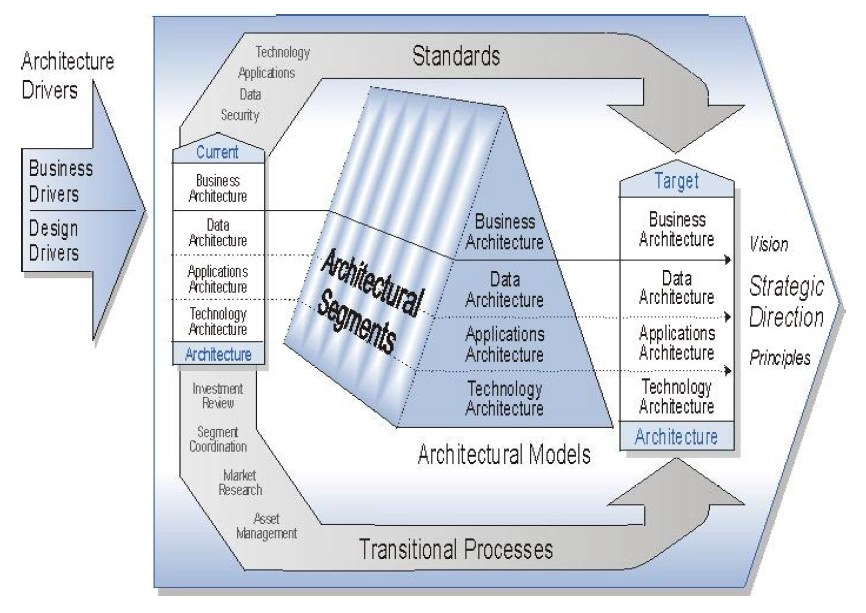 Architecture
Drivers
Business
Drivers
Design
Drivers
Technology
Applications
Data
Security
Standards
Current
Business
Architecture
Data
Architecture
Applications
Architecture
Technology
Architecture
Architecture
Investment
Review
Segment
Coordination
Market
Research
Asset
Management
Transitional Processes
Architectural
Segments
Business
Architecture
Data
Architecture
Applications
Architecture
Technology
Architecture
Architectural Models
Target
Business
Architecture
Data
Architecture
Applications
Architecture
Technology
Architecture
Architecture
Vision
Strategic
Direction
Principles